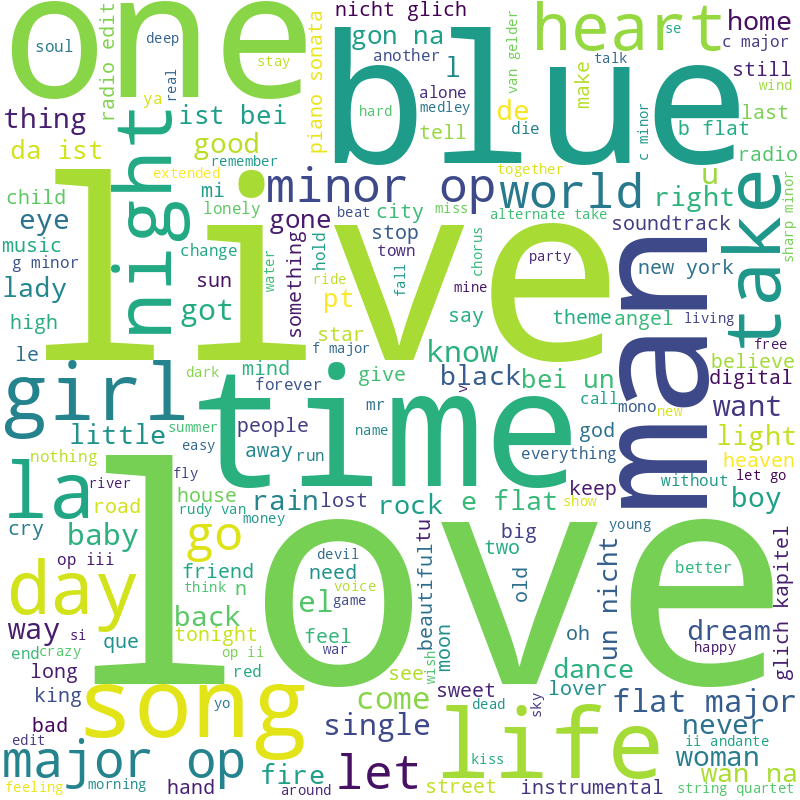 one
blue
heart
live
love
time
man
night
take
girl
la
day
song
life
major op
minor op
world
let
go
radio edit
soul
deep
real
stay
ya
thing
ist bei
da ist
good
piano sonata
nicht glich
gon na
another
l
alone
medley
hard
tell
die
de
van gelder
talk
make
se
home
c major
still
wind
last
b flat
c minor
radio
u
right
sharp minor
extended
remember
together
child
eye
music
g minor
lady
high
le
mi
lonely
change
sun
got
gone
beat
city
miss
alternate take
stop
town
something
hold
water
ride
pt
star
f major
fall
mine
chorus
say
party
soundtrack
new york
theme
angel
living
free
believe
digital
know
give
mind
dark
forever
black
bei un
call
mono
new
want
v
mr
name
god
light
heaven
let go
everything
without
boy
little
summer
people
easy
away
run
nothing
river
road
fly
house
rudy van
money
rain
lost
rock
e flat
keep
show
young
cry
baby
op iii
friend
think
n
devil
need
voice
game
el
feel
war
big
two
old
tu
beautiful
un nicht
better
glich kapitel
way
si
que
back
tonight
op ii
end
crazy
long
red
king
yo
bad
edit
moon
wish
oh
dance
lover
dream
happy
see
come
sweet
dead
sky
single
kiss
flat major
never
ii andante
woman
wan na
feeling
morning
hand
fire
around
street
instrumental
string quartet